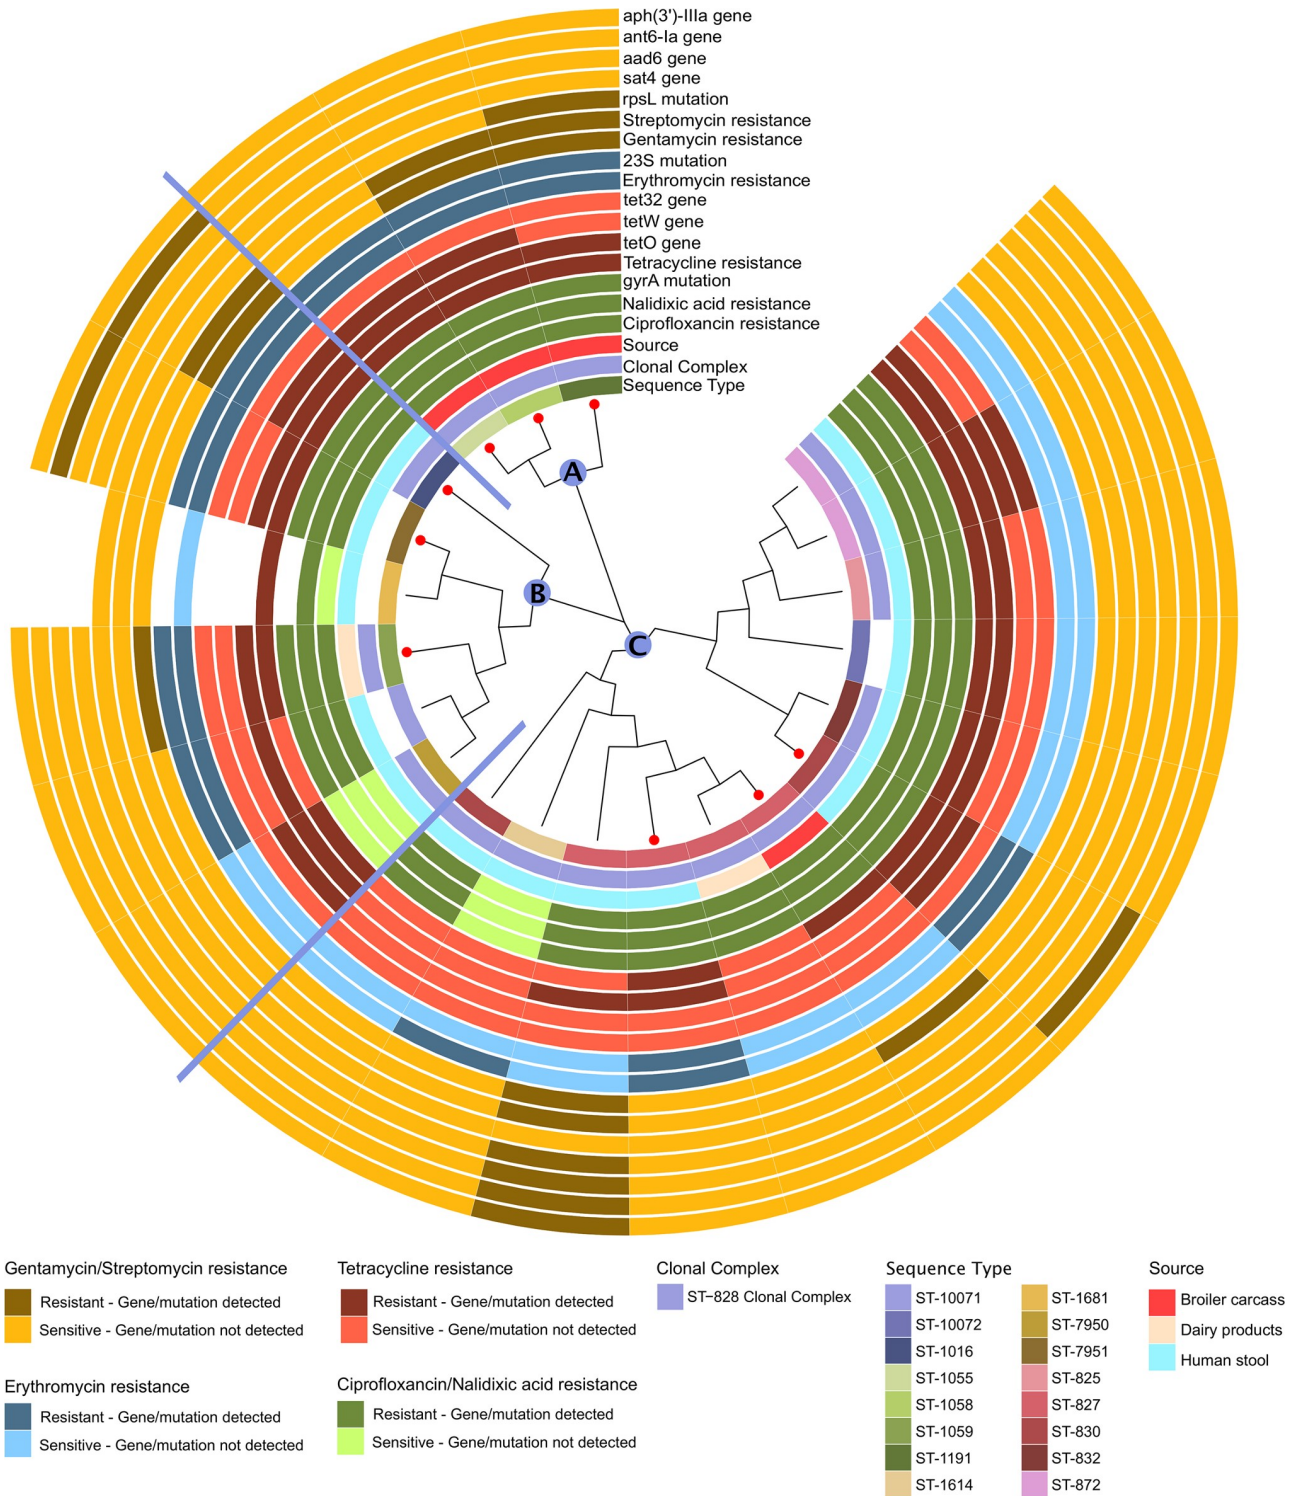 aph(3')-IIIa gene
ant6-Ia gene
aad6 gene
sat4 gene
rpsL mutation
Streptomycin resistance
Gentamycin resistance
23S mutation
Erythromycin resistance
tet32 gene
tetW gene
tetO gene
Tetracycline resistance
gyrA mutation
Nalidixic acid resistance
Ciprofloxancin resistance
Source
Clonal Complex
Sequence Type
A
B
C
Gentamycin/Streptomycin resistance
Resistant - Gene/mutation detected
Sensitive - Gene/mutation not detected
Erythromycin resistance
Resistant - Gene/mutation detected
Sensitive - Gene/mutation not detected
Tetracycline resistance
Resistant - Gene/mutation detected
Sensitive - Gene/mutation not detected
Ciprofloxancin/Nalidixic acid resistance
Resistant - Gene/mutation detected
Sensitive - Gene/mutation not detected
Clonal Complex
ST−828 Clonal Complex
Sequence Type
ST-10071
ST-10072
ST-1016
ST-1055
ST-1058
ST-1059
ST-1191
ST-1614
ST-1681
ST-7950
ST-7951
ST-825
ST-827
ST-830
ST-832
ST-872
Source
Broiler carcass
Dairy products
Human stool